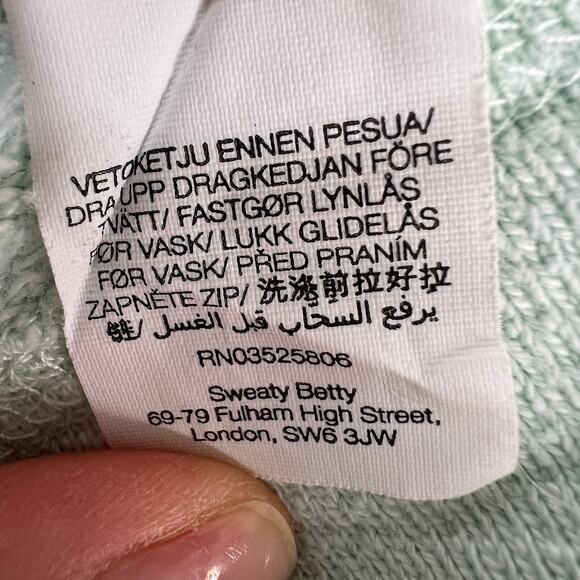 VETOKETJU ENNEN PESUA/
DRA UPP DRAGKEDJAN FÖRE
TVÄTT/ FASTGØR LYNLÅS
FØR VASK/ LUKK GLIDELÅS
FØR VASK/ PŘED PRANÍM
ZAPNĚTE ZIP/ 洗涤前拉好拉
链/ يرفع السحاب قبل الغسل
RN03525806
Sweaty Betty
69-79 Fulham High Street,
London, SW6 3JW